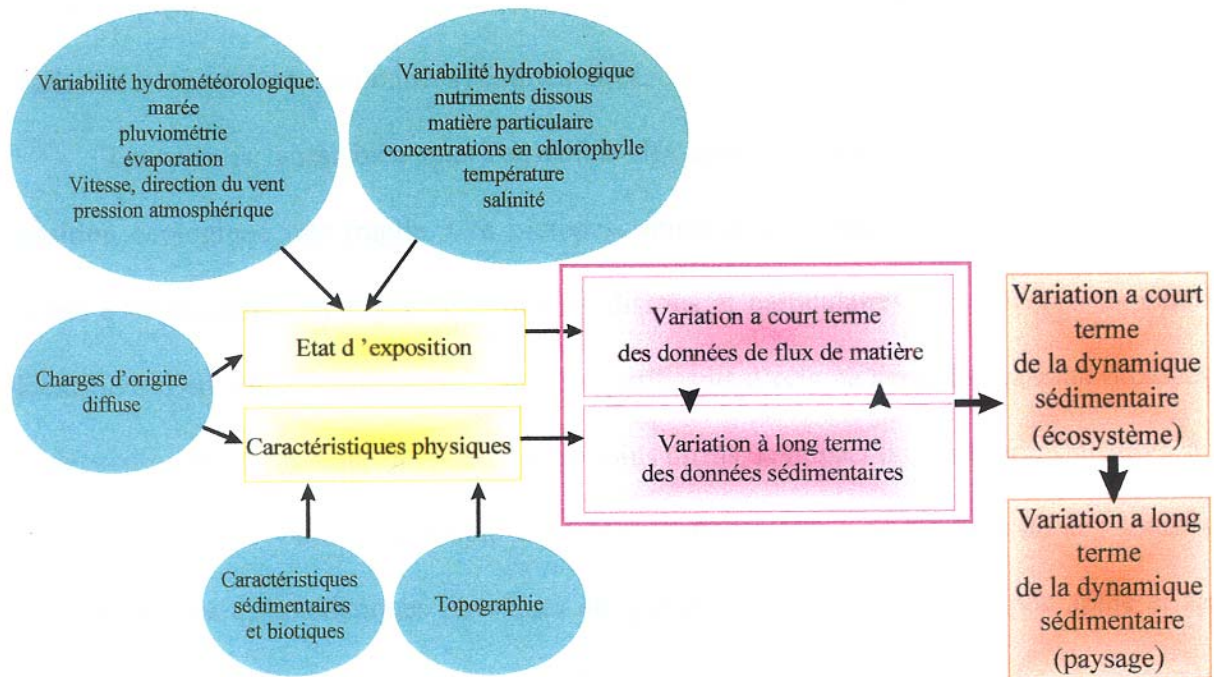 Variabilité hydrométéorologique:
marée
pluviométrie
évaporation
Vitesse, direction du vent
pression atmosphérique
Variabilité hydrobiologique
nutriments dissous
matière particulaire
concentrations en chlorophylle
température
salinité
Charges d'origine
diffuse
Etat d 'exposition
Caractéristiques physiques
Caractéristiques
sédimentaires
et biotiques
Topographie
Variation a court terme
des données de flux de matière
Variation à long terme
des données sédimentaires
Variation a court
terme
de la dynamique
sédimentaire
(écosystème)
Variation a long
terme
de la dynamique
sédimentaire
(paysage)